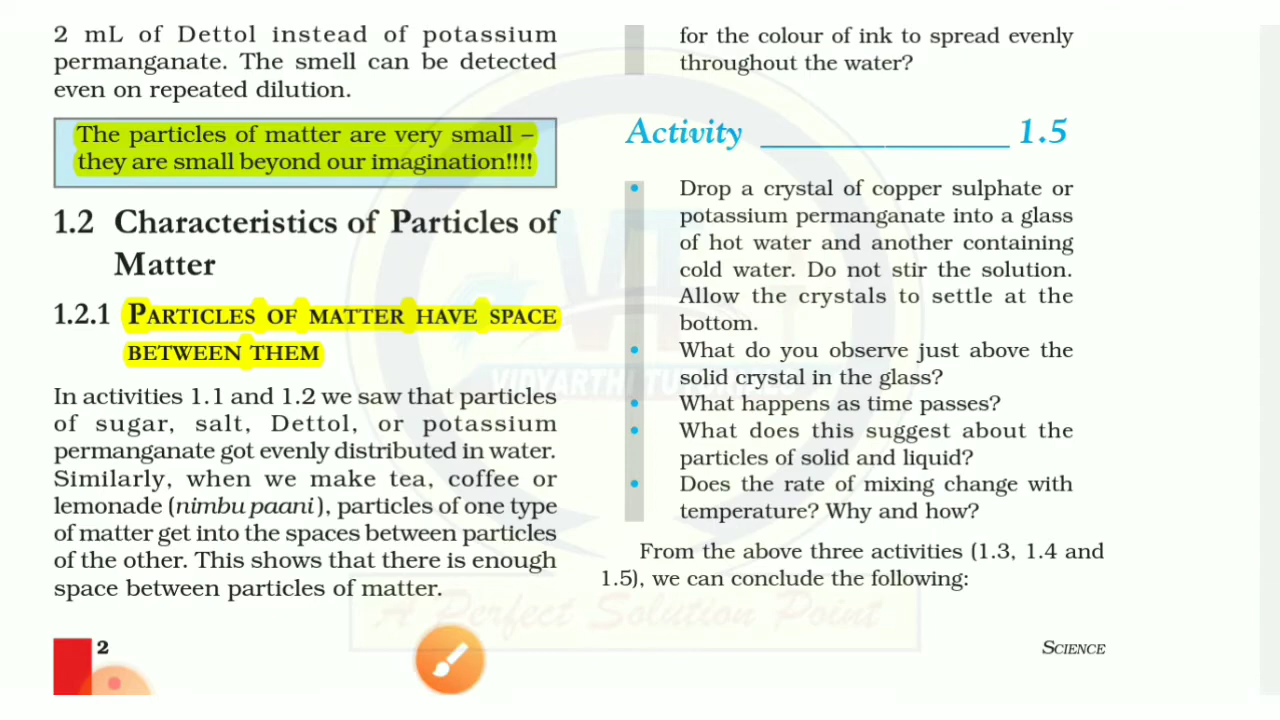 2 mL of Dettol instead of potassium
permanganate. The smell can be detected
even on repeated dilution.
The particles of matter are very small –
they are small beyond our imagination!!!!
1.2 Characteristics of Particles of
Matter
1.2.1 PARTICLES OF MATTER HAVE SPACE
BETWEEN THEM
In activities 1.1 and 1.2 we saw that particles
of sugar, salt, Dettol, or potassium
permanganate got evenly distributed in water.
Similarly, when we make tea, coffee or
lemonade (nimbu paani), particles of one type
of matter get into the spaces between particles
of the other. This shows that there is enough
space between particles of matter.
2
for the colour of ink to spread evenly
throughout the water?
Activity ____________ 1.5
• Drop a crystal of copper sulphate or
potassium permanganate into a glass
of hot water and another containing
cold water. Do not stir the solution.
Allow the crystals to settle at the
bottom.
• What do you observe just above the
solid crystal in the glass?
• What happens as time passes?
• What does this suggest about the
particles of solid and liquid?
• Does the rate of mixing change with
temperature? Why and how?
From the above three activities (1.3, 1.4 and
1.5), we can conclude the following:
SCIENCE
VT
VIDYARTHI
A Perfect Solution Point